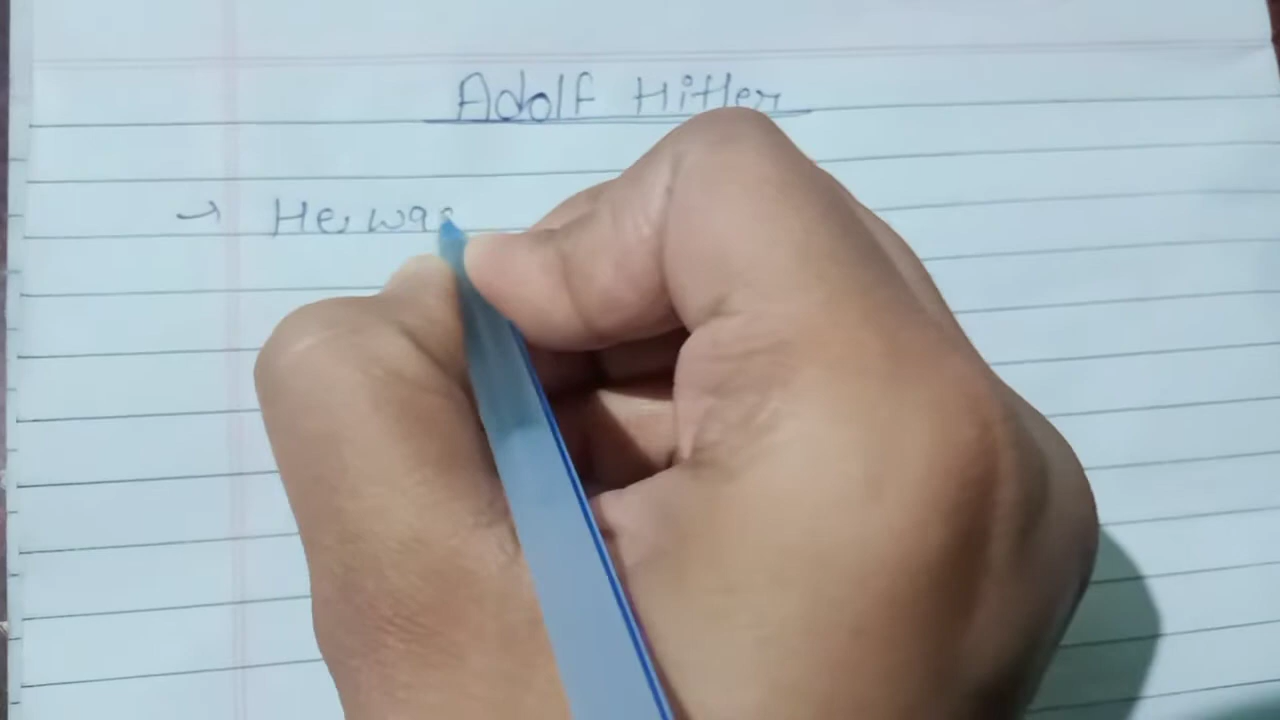 Adolf Hitler
→ He was